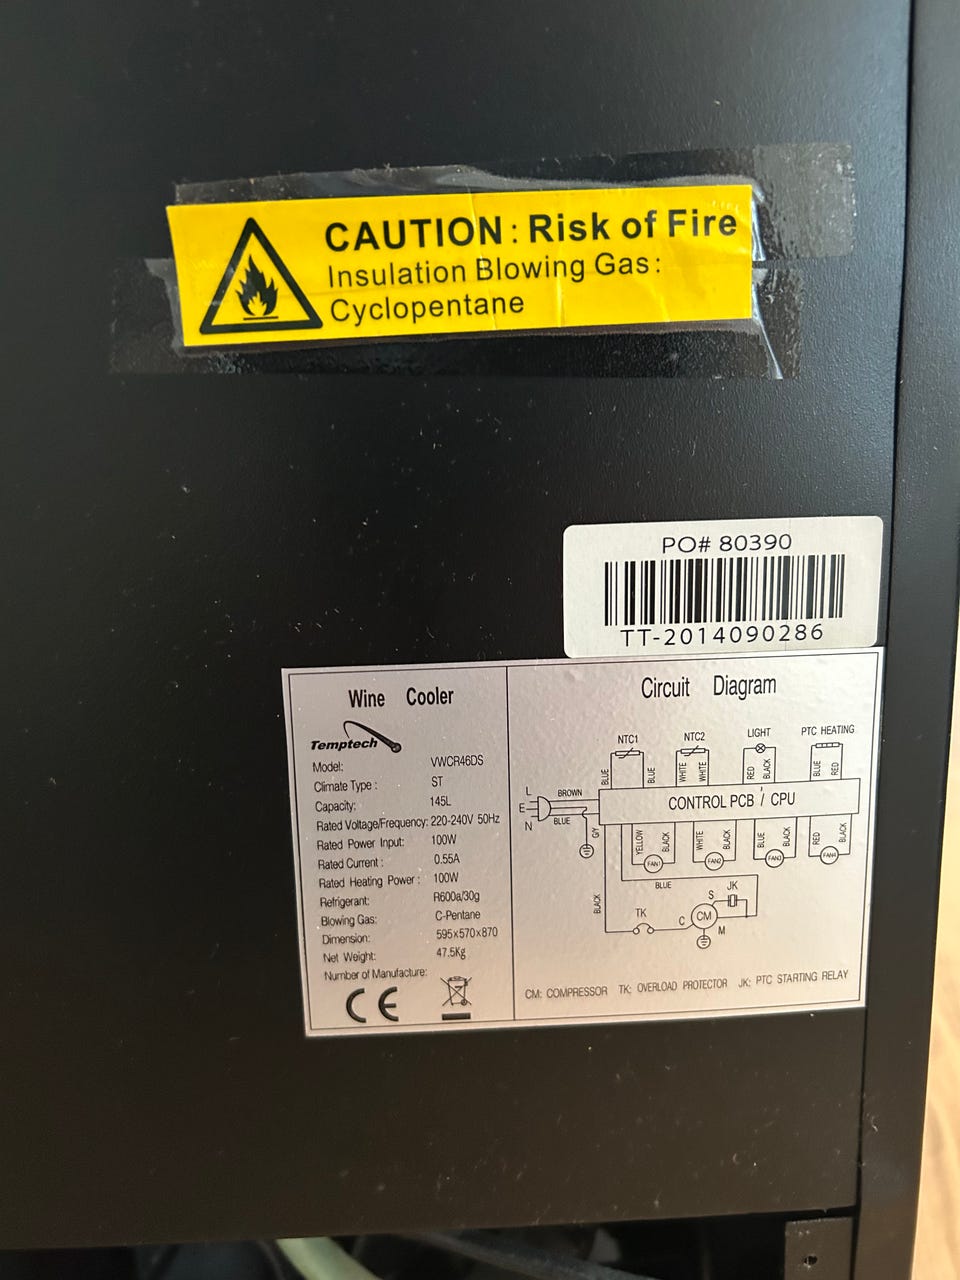 CAUTION: Risk of Fire
Insulation Blowing Gas:
Cyclopentane
PO# 80390
TT-2014090286
Wine Cooler
Temptech
Model: VWCR46DS
Climate Type: ST
Capacity: 145L
Rated Voltage/Frequency: 220-240V 50Hz
Rated Power Input: 100W
Rated Current: 0.55A
Rated Heating Power: 100W
Refrigerant: R600a/30g
Blowing Gas: C-Pentane
Dimension: 595x570x870
Net Weight: 47.5Kg
Number of Manufacture:
CE
Circuit Diagram
NTC1 NTC2 LIGHT PTC HEATING
BLUE BLUE WHITE WHITE RED BLACK BLUE RED
L BROWN
E
N BLUE
G/Y
CONTROL PCB / CPU
YELLOW BLACK WHITE BLACK BLUE BLACK RED BLACK
FAN1 FAN2 FAN3 FAN4
BLUE
BLACK
TK C CM S JK M
CM: COMPRESSOR TK: OVERLOAD PROTECTOR JK: PTC STARTING RELAY